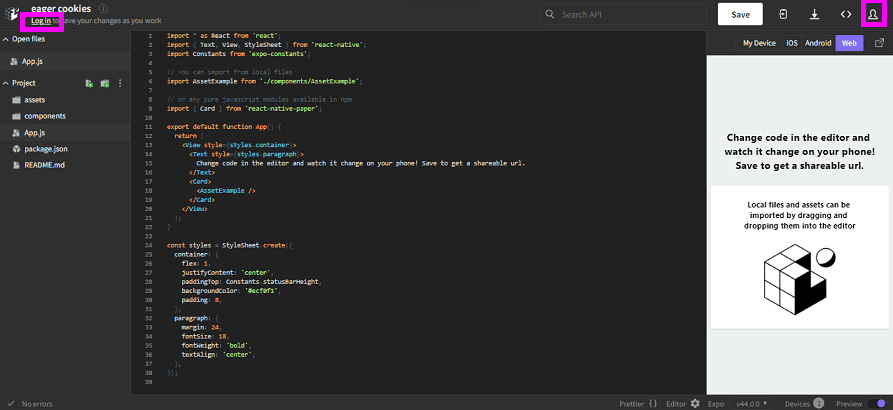 eager cookies
Log in to save your changes as you work
Search API
Save
Open files
App.js
Project
assets
components
App.js
package.json
README.md
1 import * as React from 'react';
2 import { Text, View, StyleSheet } from 'react-native';
3 import Constants from 'expo-constants';
4
5 // You can import from local files
6 import AssetExample from './components/AssetExample';
7
8 // or any pure javascript modules available in npm
9 import { Card } from 'react-native-paper';
10
11 export default function App() {
12 return (
13 <View style={styles.container}>
14 <Text style={styles.paragraph}>
15 Change code in the editor and watch it change on your phone! Save to get a shareable url.
16 </Text>
17 <Card>
18 <AssetExample />
19 </Card>
20 </View>
21 );
22 }
23
24 const styles = StyleSheet.create({
25 container: {
26 flex: 1,
27 justifyContent: 'center',
28 paddingTop: Constants.statusBarHeight,
29 backgroundColor: '#ecf0f1',
30 padding: 8,
31 },
32 paragraph: {
33 margin: 24,
34 fontSize: 18,
35 fontWeight: 'bold',
36 textAlign: 'center',
37 },
38 });
39
My Device iOS Android Web
Change code in the editor and
watch it change on your phone!
Save to get a shareable url.
Local files and assets can be
imported by dragging and
dropping them into the editor
No errors
Prettier { } Editor Expo v44.0.0 Devices 1 Preview